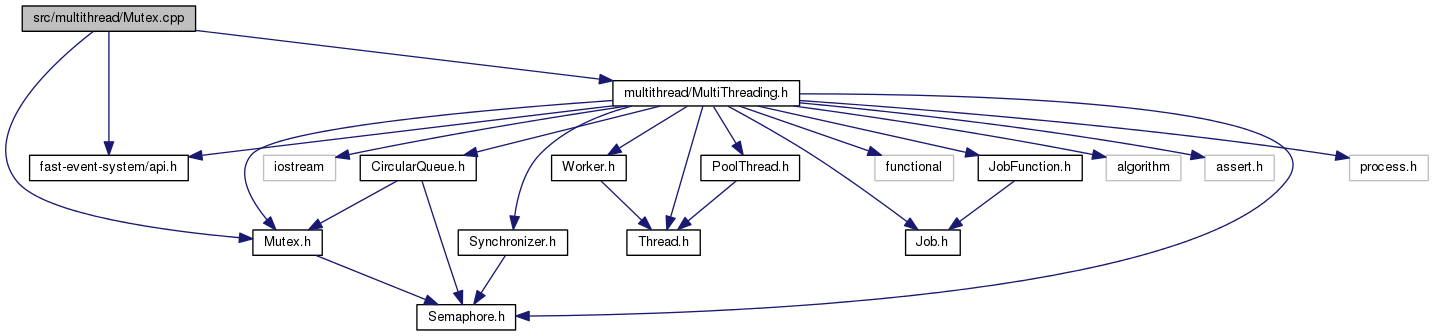 src/multithread/Mutex.cpp
multithread/MultiThreading.h
fast-event-system/api.h
iostream
CircularQueue.h
Worker.h
PoolThread.h
functional
JobFunction.h
algorithm
assert.h
process.h
Mutex.h
Synchronizer.h
Thread.h
Job.h
Semaphore.h